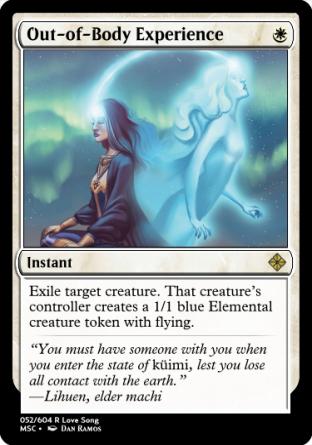 Out-of-Body Experience
Instant
Exile target creature. That creature's
controller creates a 1/1 blue Elemental
creature token with flying.
“You must have someone with you when
you enter the state of küimi, lest you lose
all contact with the earth.”
—Lihuen, elder machi
052/604 R Love Song
MSC • Dan Ramos